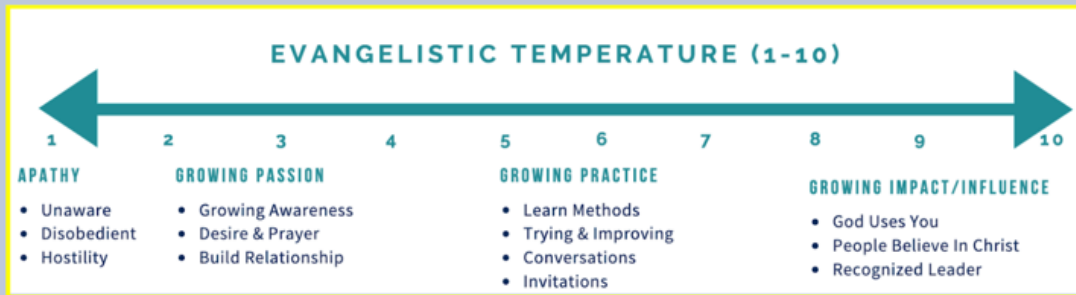 EVANGELISTIC TEMPERATURE (1-10)
1 2 3 4 5 6 7 8 9 10
APATHY
• Unaware
• Disobedient
• Hostility
GROWING PASSION
• Growing Awareness
• Desire & Prayer
• Build Relationship
GROWING PRACTICE
• Learn Methods
• Trying & Improving
• Conversations
• Invitations
GROWING IMPACT/INFLUENCE
• God Uses You
• People Believe In Christ
• Recognized Leader